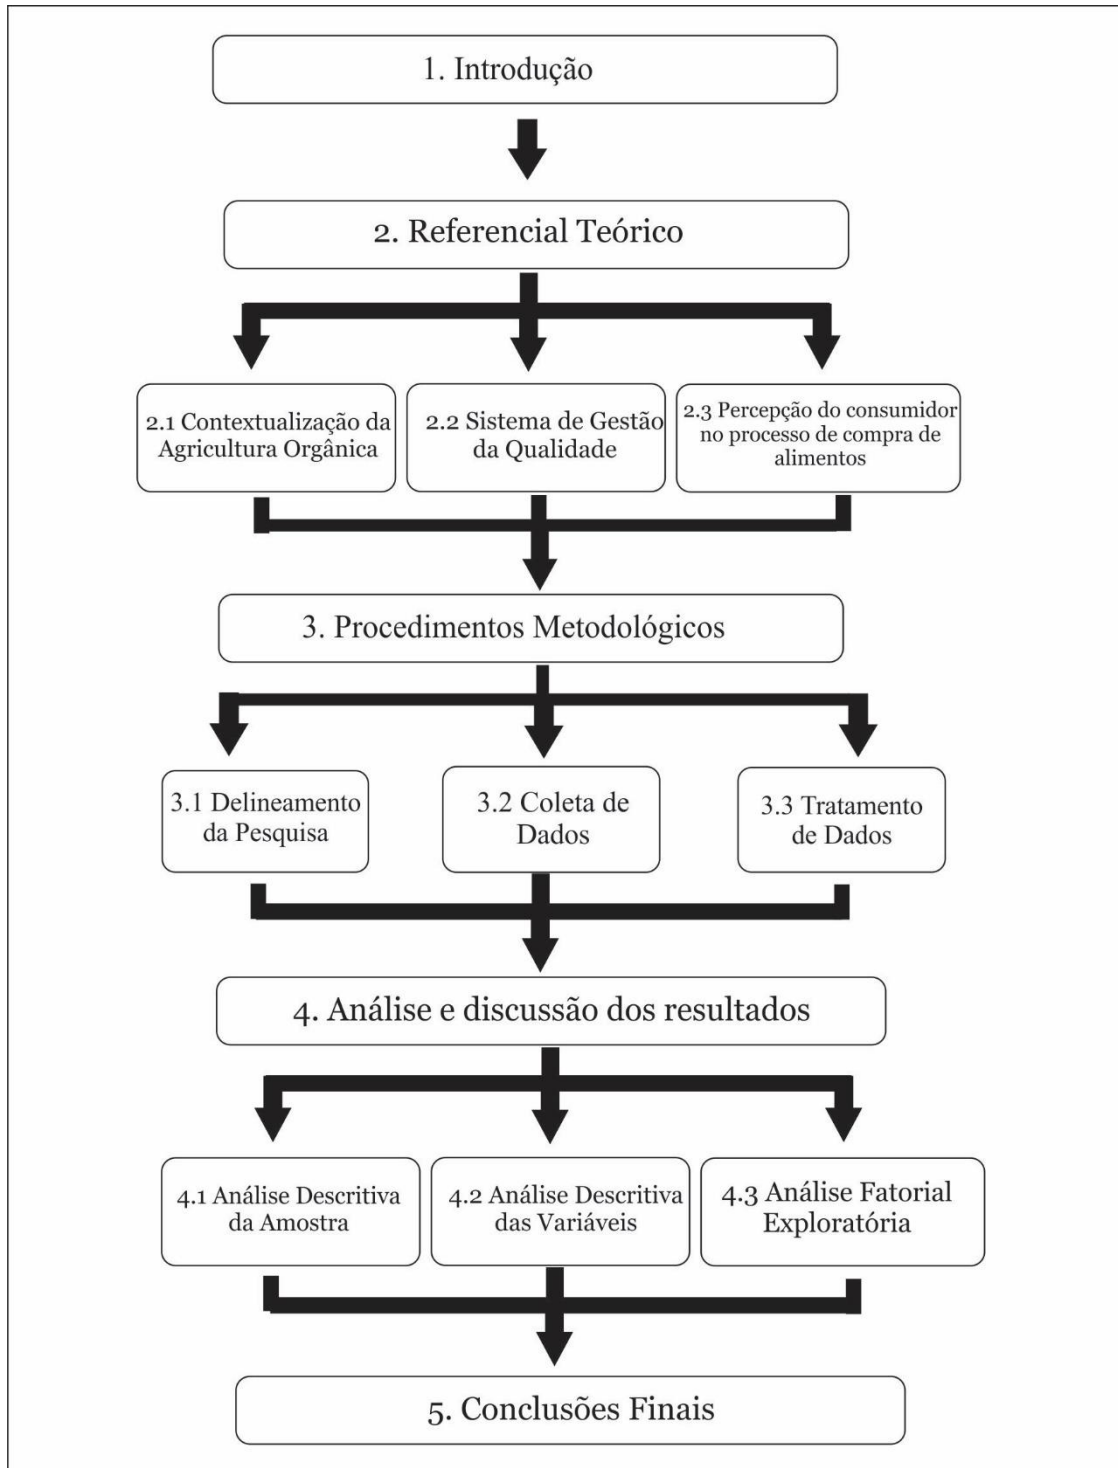 1. Introdução
2. Referencial Teórico
2.1 Contextualização da
Agricultura Orgânica
2.2 Sistema de Gestão
da Qualidade
2.3 Percepção do consumidor
no processo de compra de
alimentos
3. Procedimentos Metodológicos
3.1 Delineamento
da Pesquisa
3.2 Coleta de
Dados
3.3 Tratamento
de Dados
4. Análise e discussão dos resultados
4.1 Análise Descritiva
da Amostra
4.2 Análise Descritiva
das Variáveis
4.3 Análise Fatorial
Exploratória
5. Conclusões Finais